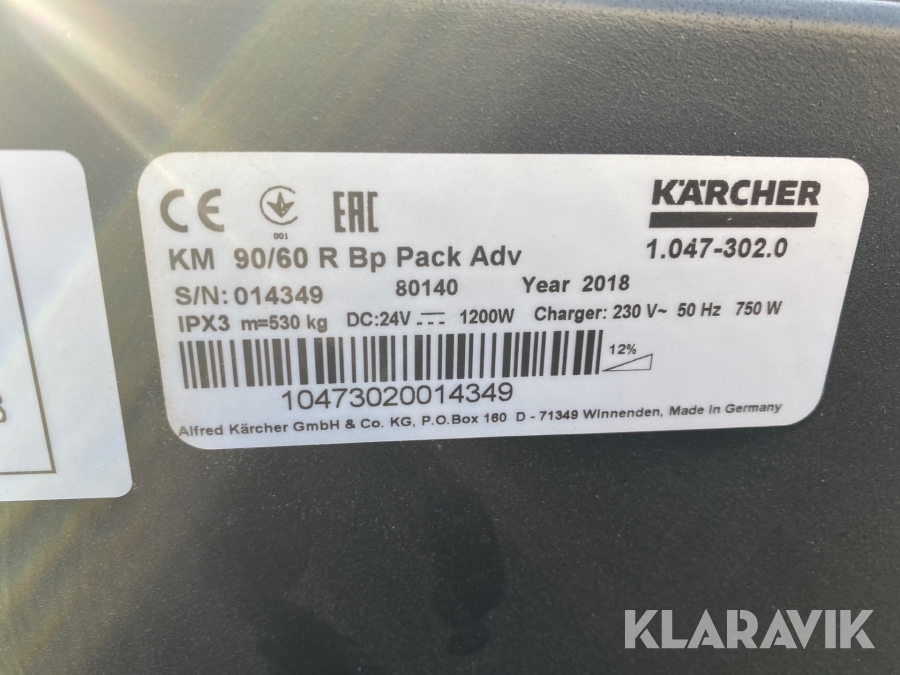 CE EAC KÄRCHER
001
KM 90/60 R Bp Pack Adv 1.047-302.0
S/N: 014349 80140 Year 2018
IPX3 m=530 kg DC:24V 1200W Charger: 230 V~ 50 Hz 750 W
12%
10473020014349
Alfred Kärcher GmbH & Co. KG, P.O.Box 160 D - 71349 Winnenden, Made in Germany
KLARAVIK